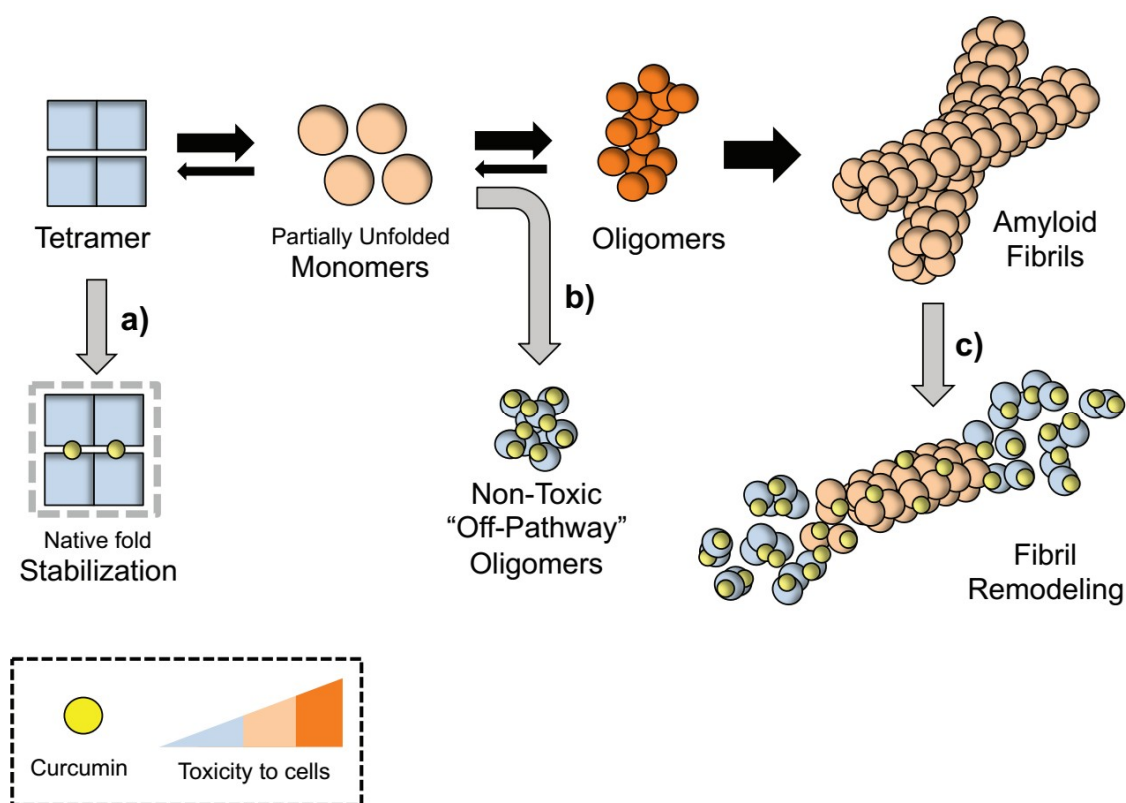 Tetramer
Partially Unfolded
Monomers
Oligomers
Amyloid
Fibrils
a)
b)
c)
Native fold
Stabilization
Non-Toxic
“Off-Pathway”
Oligomers
Fibril
Remodeling
Curcumin
Toxicity to cells